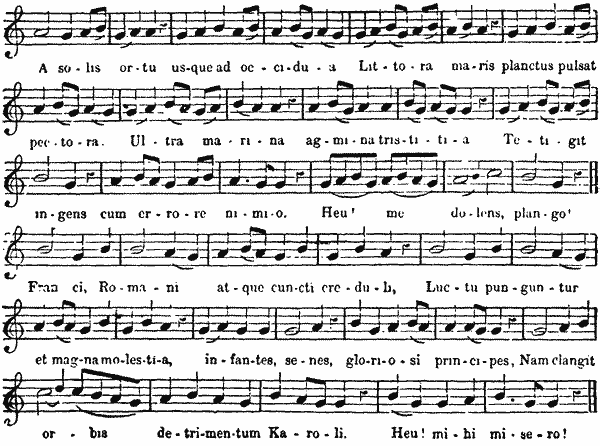 A so-lis or-tu us-que ad oc-ci-du-a Lit-to-ra ma-ris planctus pulsat
pec-to-ra. Ul-tra ma-ri-na ag-mi-na tris-ti-ti-a Te-ti-git
in-gens cum er-ro-re ni-mi-o. Heu! me do-lens, plan-go!
Fran ci, Ro-ma-ni at-que cun-cti cre-du-li, Luc-tu pun-gun-tur
et mag-na mo-les-ti-a, in-fan-tes, se-nes, glo-ri-o-si prin-ci-pes, Nam clangit
or-bis de-tri-men-tum Ka-ro-li. Heu! mi-hi mi-se-ro!